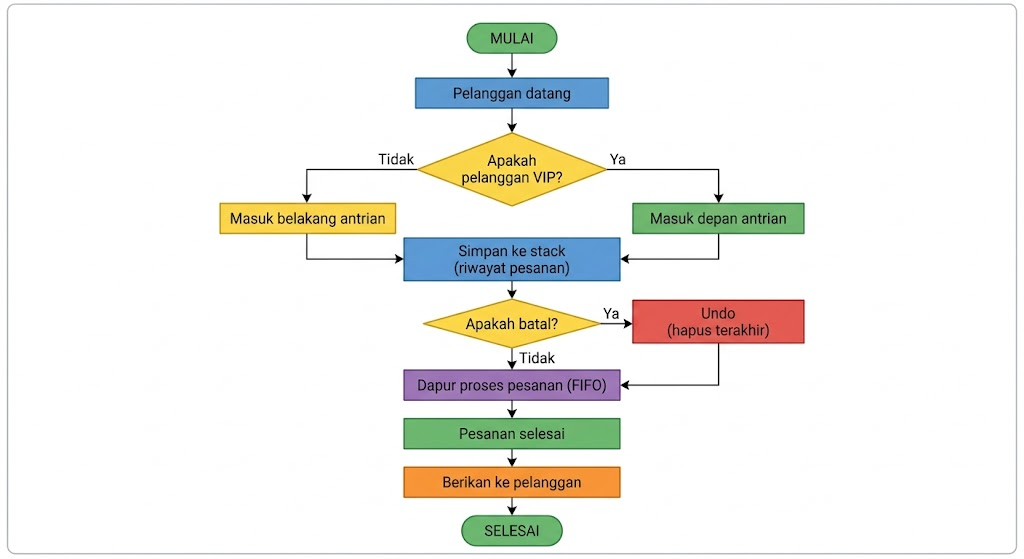 MULAI
Pelanggan datang
Apakah
pelanggan VIP?
Tidak
Ya
Masuk belakang antrian
Masuk depan antrian
Simpan ke stack
(riwayat pesanan)
Apakah batal?
Ya
Undo
(hapus terakhir)
Tidak
Dapur proses pesanan (FIFO)
Pesanan selesai
Berikan ke pelanggan
SELESAI